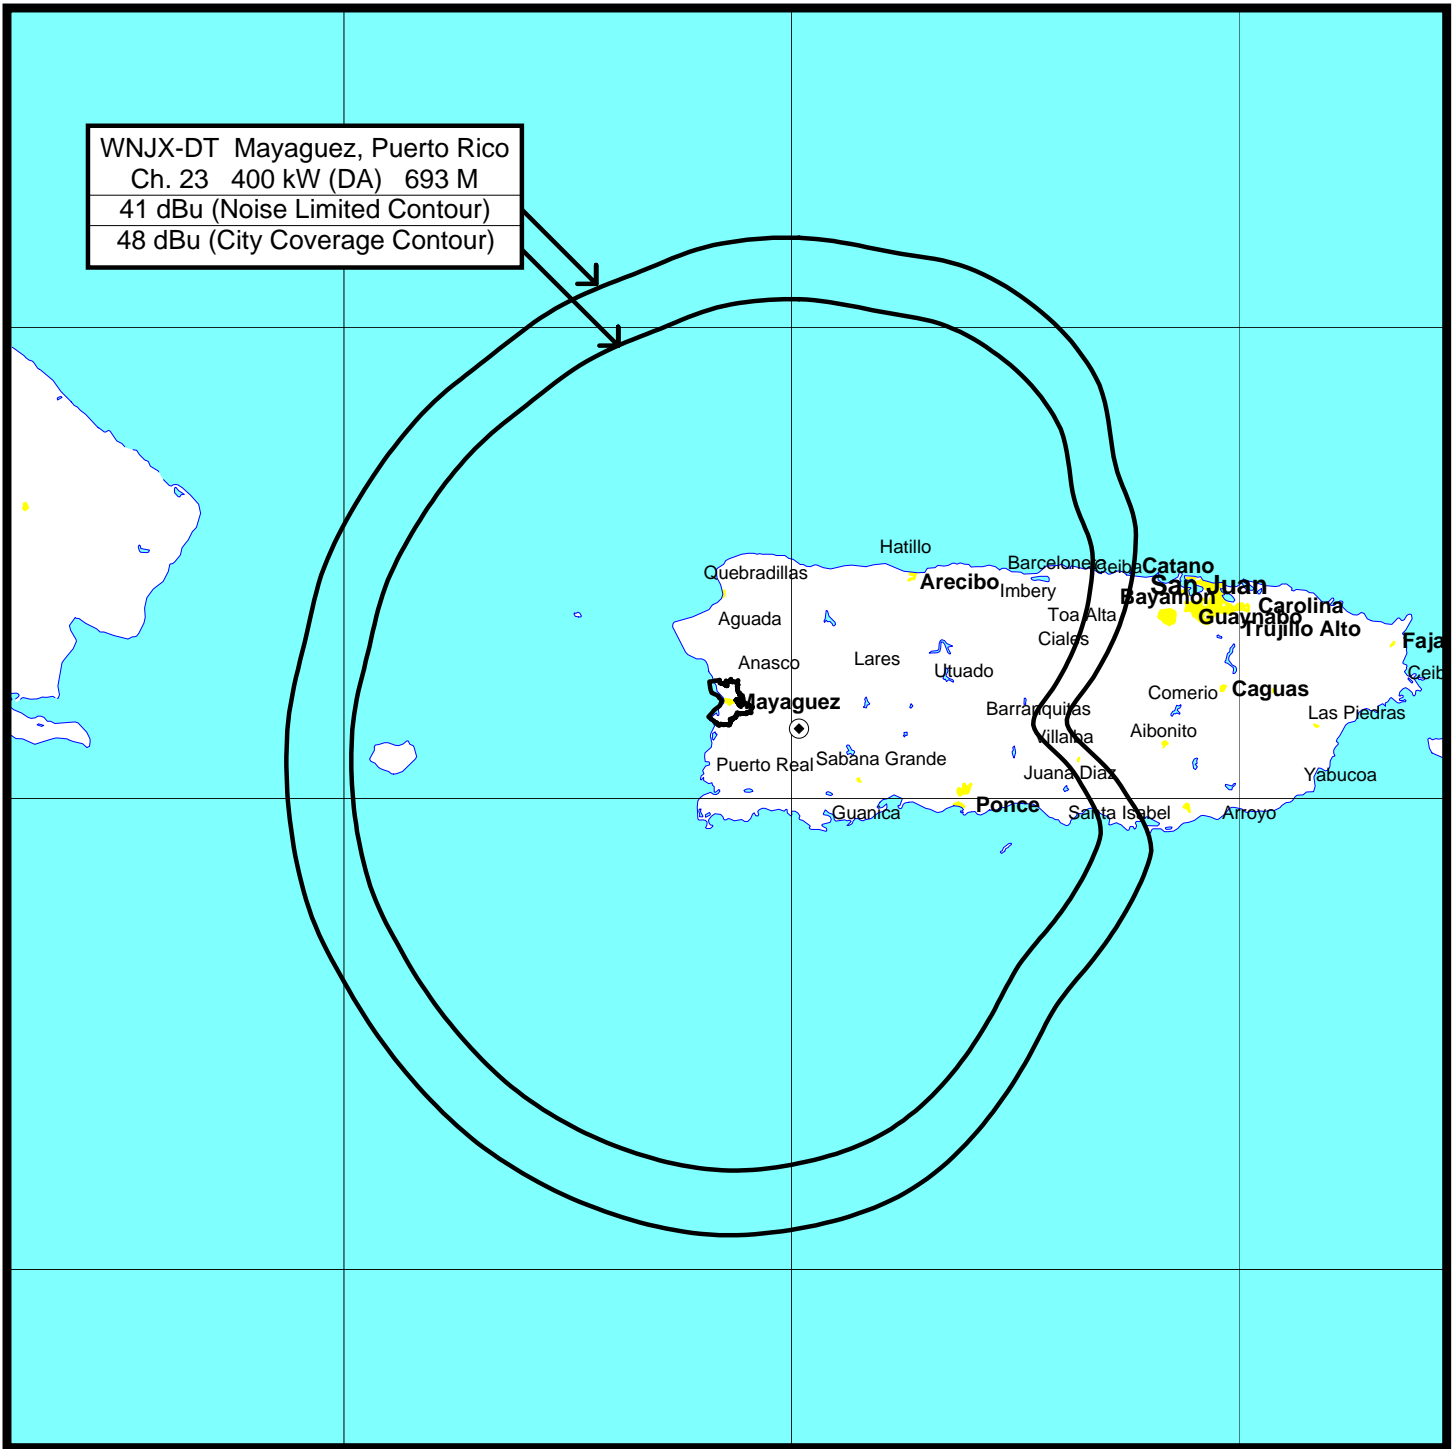 WNJX-DT Mayaguez, Puerto Rico
Ch. 23 400 kW (DA) 693 M
41 dBu (Noise Limited Contour)
48 dBu (City Coverage Contour)
Hatillo
Quebradillas
Arecibo
Barceloneta
Ceiba
Catano
Imbery
San Juan
Bayamon
Carolina
Aguada
Toa Alta
Guaynabo
Trujillo Alto
Ciales
Faja
Anasco
Lares
Utuado
Ceib
Mayaguez
Comerio
Caguas
Barranquitas
Las Piedras
Villalba
Aibonito
Puerto Real
Sabana Grande
Juana Diaz
Yabucoa
Guanica
Ponce
Santa Isabel
Arroyo